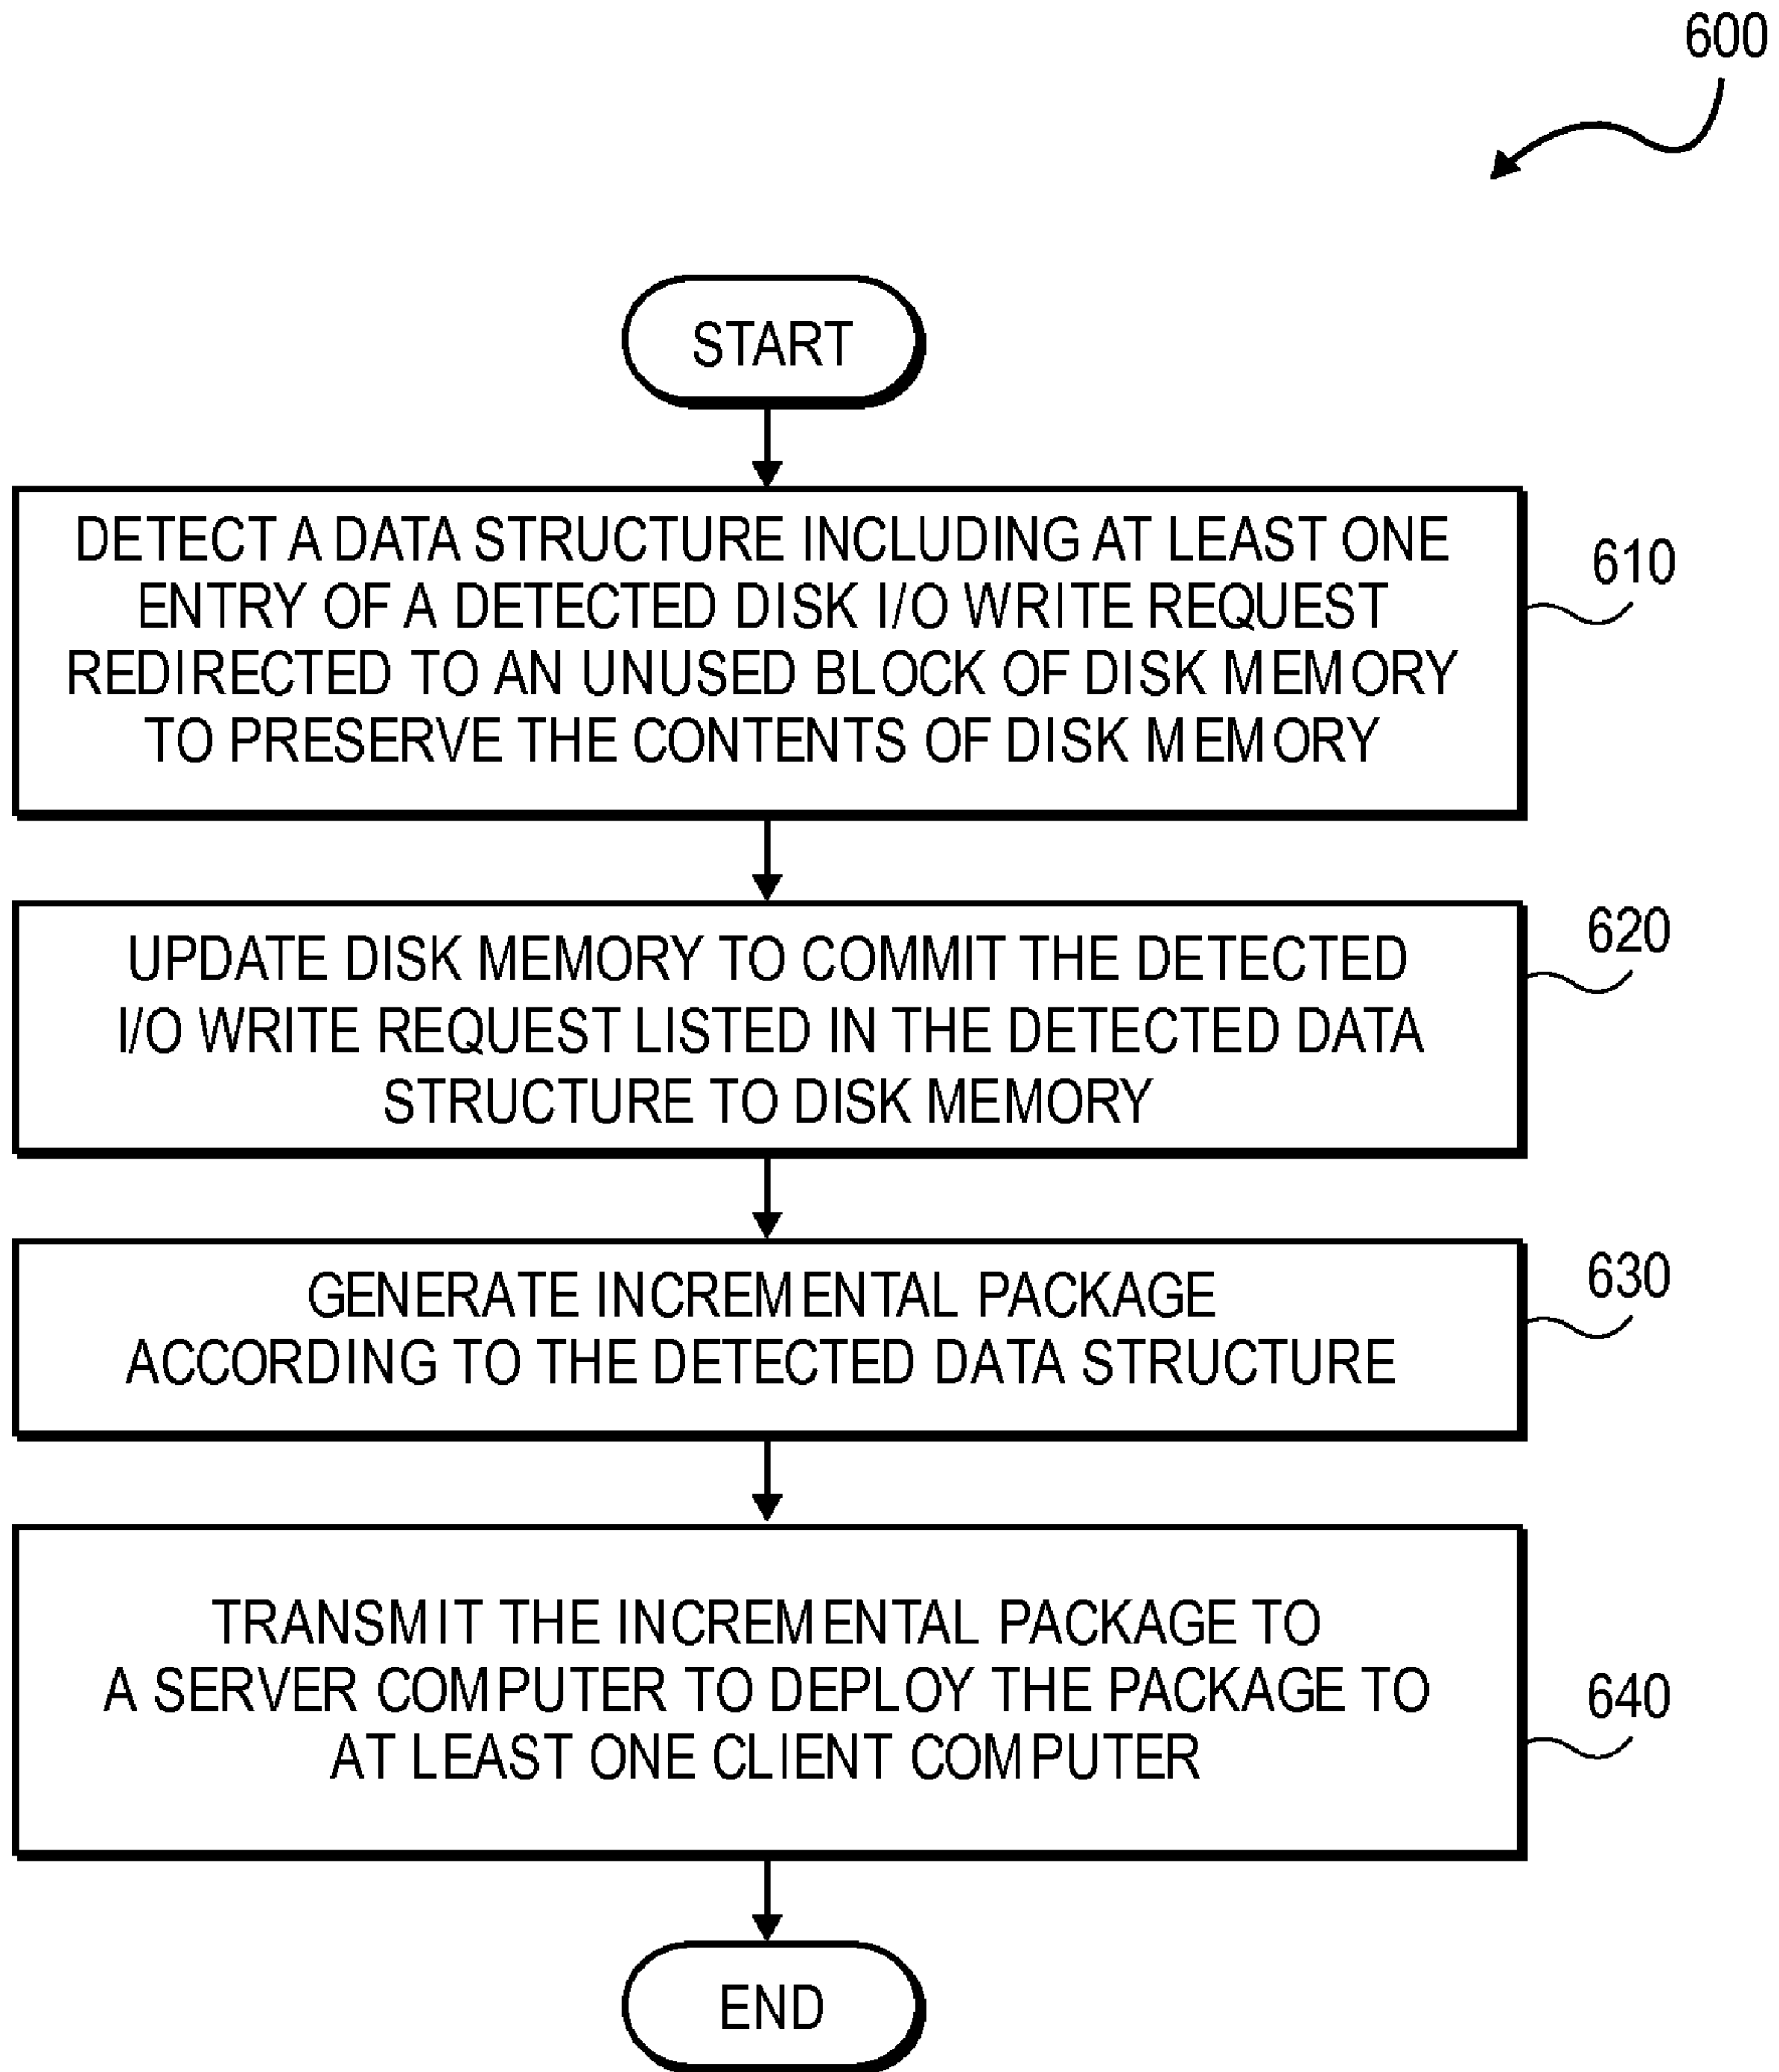 600
START
DETECT A DATA STRUCTURE INCLUDING AT LEAST ONE
ENTRY OF A DETECTED DISK I/O WRITE REQUEST
REDIRECTED TO AN UNUSED BLOCK OF DISK MEMORY
TO PRESERVE THE CONTENTS OF DISK MEMORY
610
UPDATE DISK MEMORY TO COMMIT THE DETECTED
I/O WRITE REQUEST LISTED IN THE DETECTED DATA
STRUCTURE TO DISK MEMORY
620
GENERATE INCREMENTAL PACKAGE
ACCORDING TO THE DETECTED DATA STRUCTURE
630
TRANSMIT THE INCREMENTAL PACKAGE TO
A SERVER COMPUTER TO DEPLOY THE PACKAGE TO
AT LEAST ONE CLIENT COMPUTER
640
END